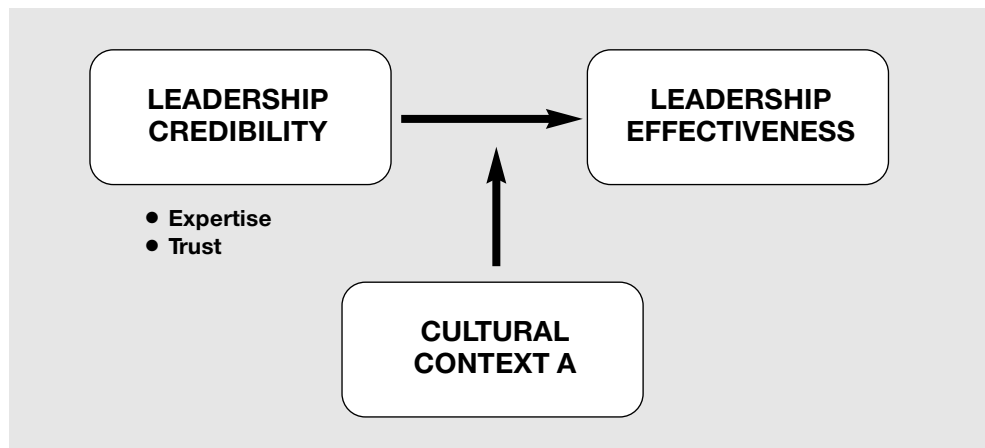 LEADERSHIP
CREDIBILITY
LEADERSHIP
EFFECTIVENESS
● Expertise
● Trust
CULTURAL
CONTEXT A